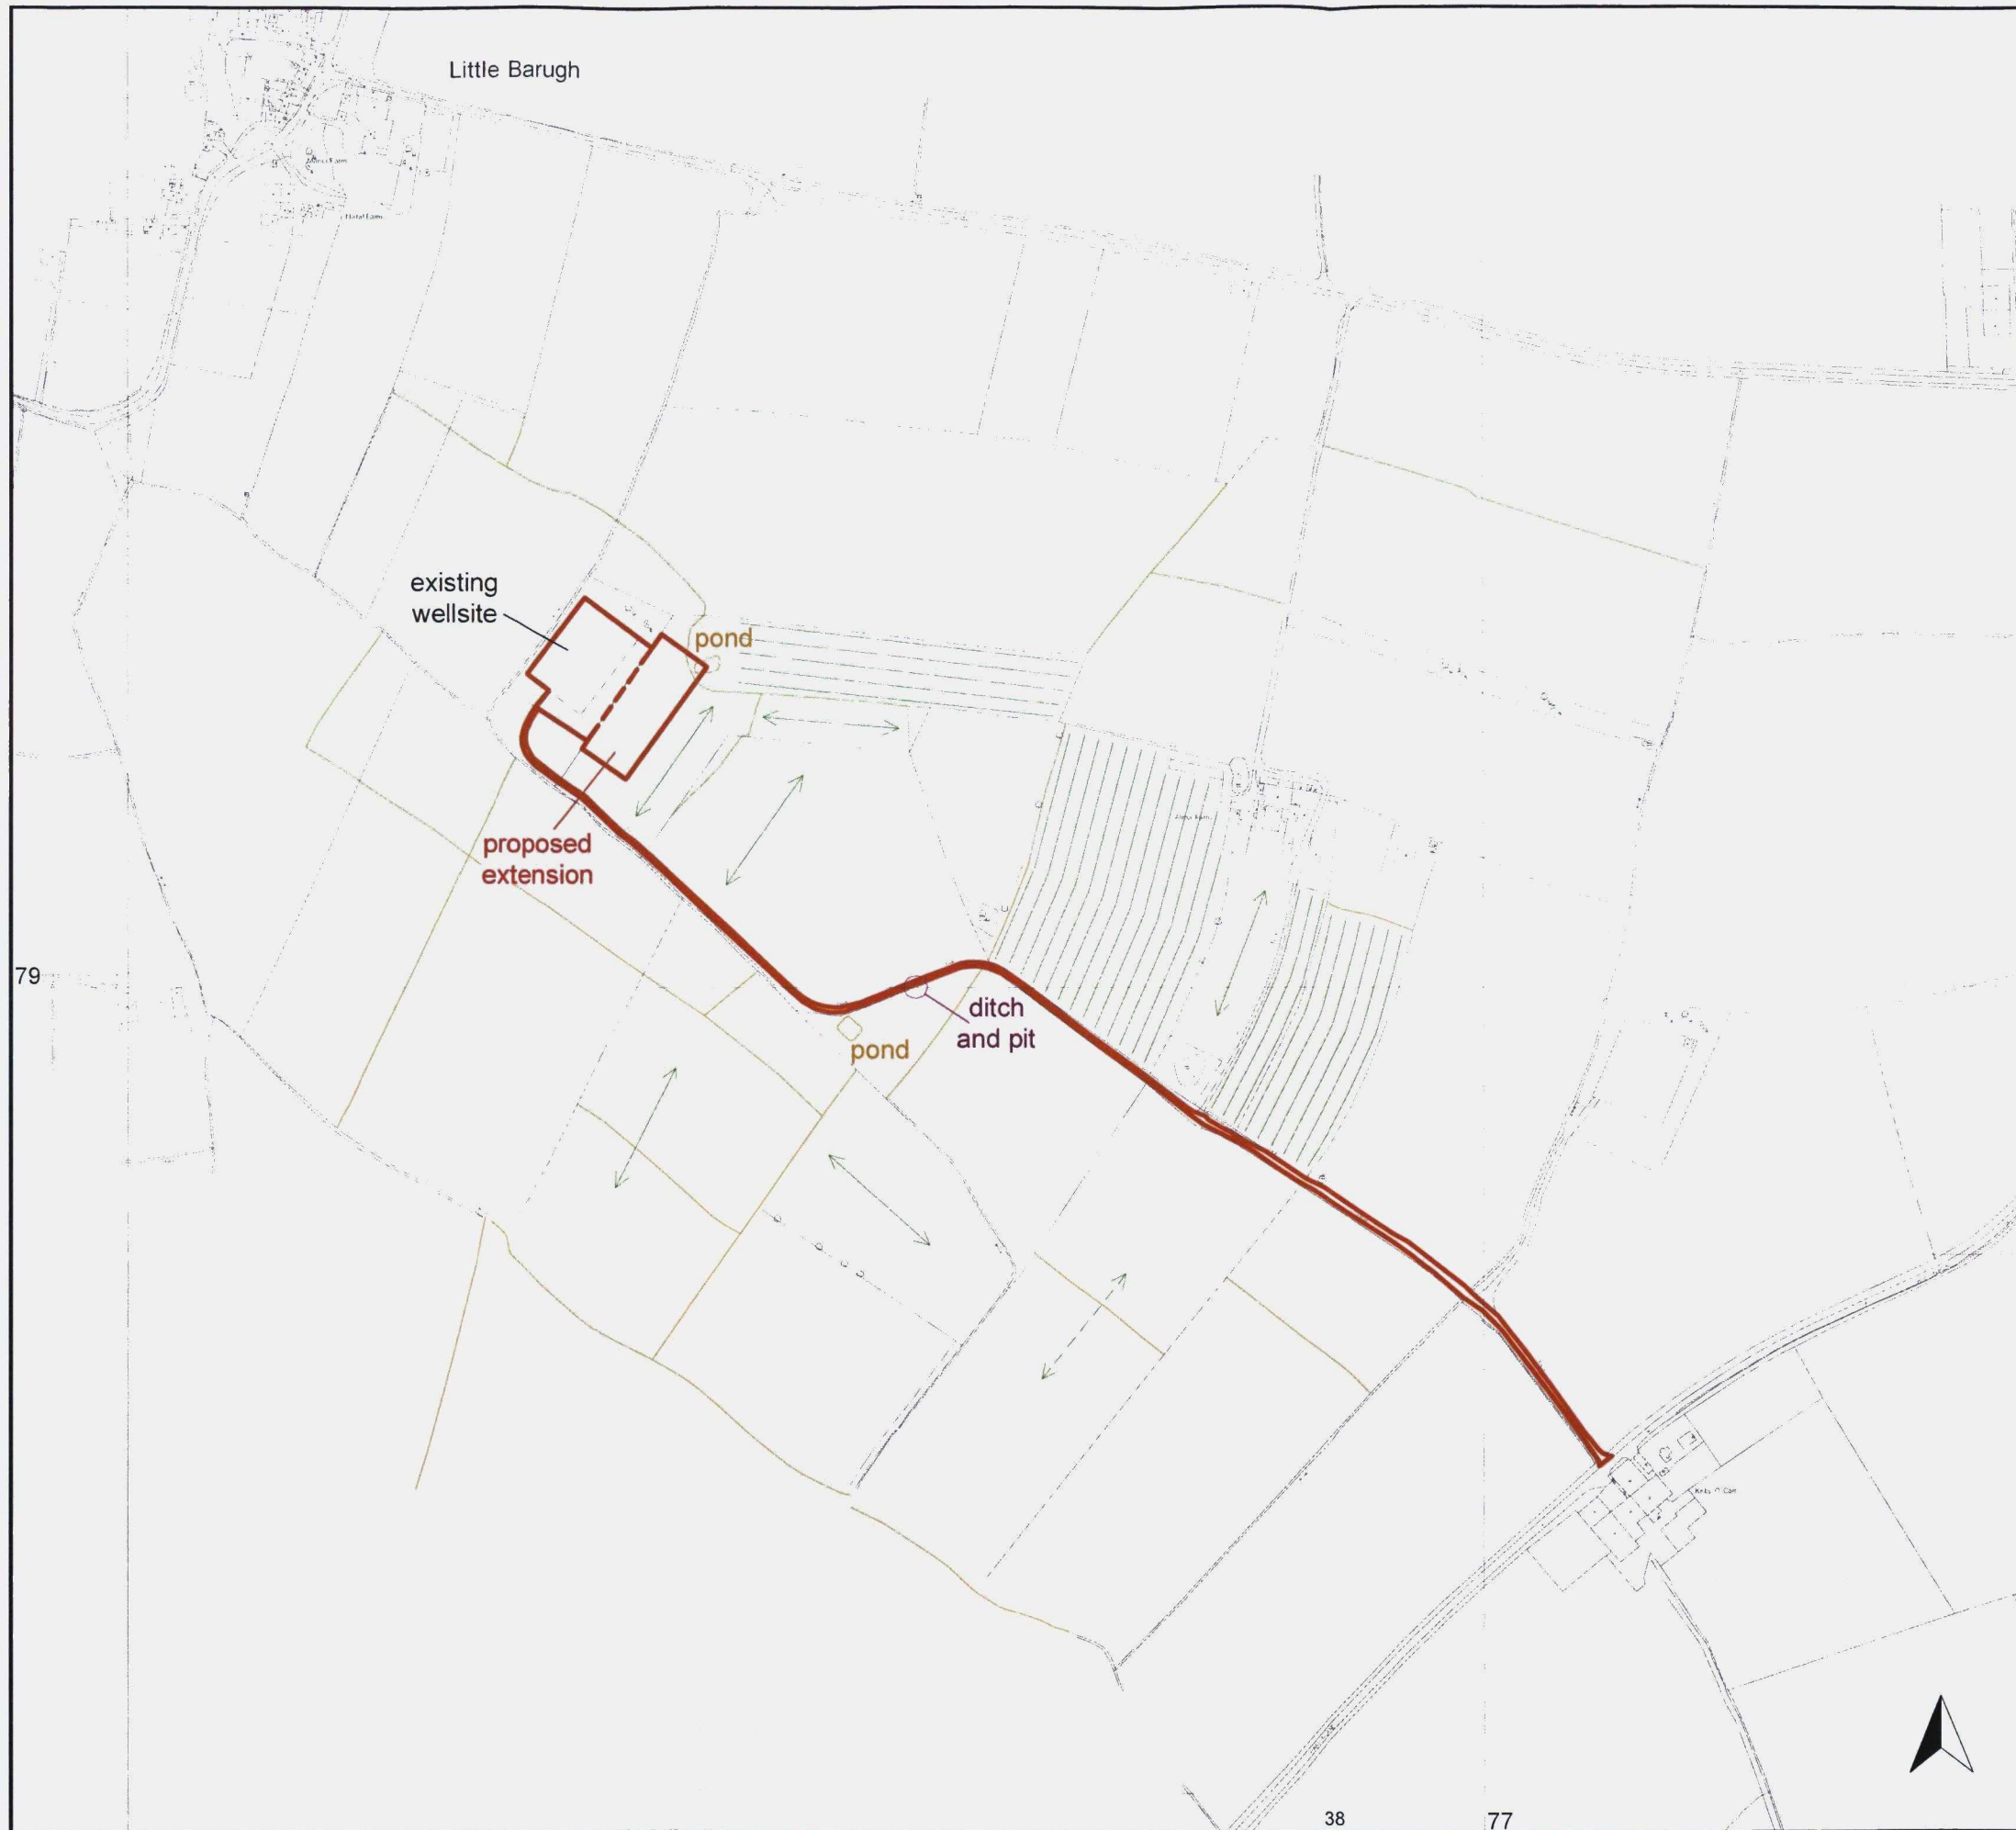 Little Barugh
existing
wellsite
pond
proposed
extension
79
ditch
and pit
pond
38
77